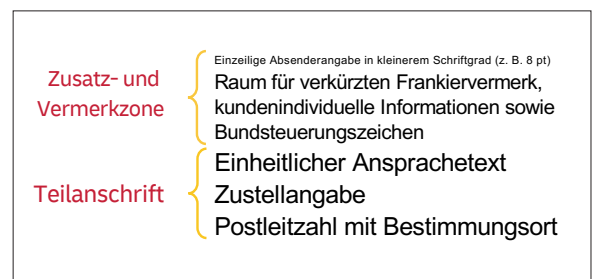 Zusatz- und
Vermerkzone
Einzeilige Absenderangabe in kleinerem Schriftgrad (z. B. 8 pt)
Raum für verkürzten Frankiervermerk,
kundenindividuelle Informationen sowie
Bundsteuerungszeichen
Teilanschrift
Einheitlicher Ansprachetext
Zustellangabe
Postleitzahl mit Bestimmungsort